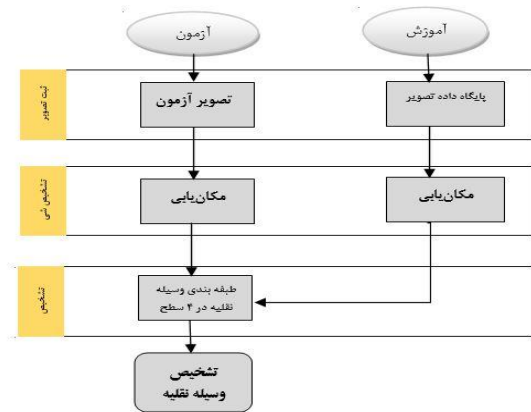 آموزش
آزمون
ثبت تصویر
پایگاه داده تصویر
تصویر آزمون
تشخیص شی
مکان‌یابی
مکان‌یابی
تشخیص
طبقه بندی وسیله
نقلیه در ۴ سطح
تشخیص
وسیله نقلیه